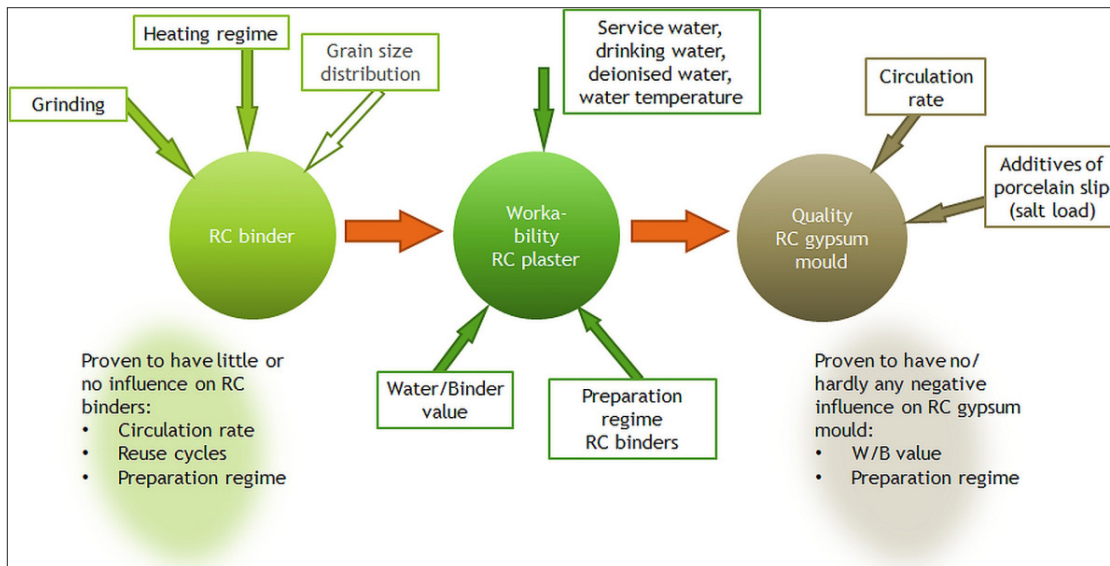 Heating regime
Grain size
distribution
Grinding
Service water,
drinking water,
deionised water,
water temperature
Circulation
rate
Additives of
porcelain slip
(salt load)
RC binder
Worka-
bility
RC plaster
Quality
RC gypsum
mould
Water/Binder
value
Preparation
regime
RC binders
Proven to have little or
no influence on RC
binders:
• Circulation rate
• Reuse cycles
• Preparation regime
Proven to have no/
hardly any negative
influence on RC gypsum
mould:
• W/B value
• Preparation regime